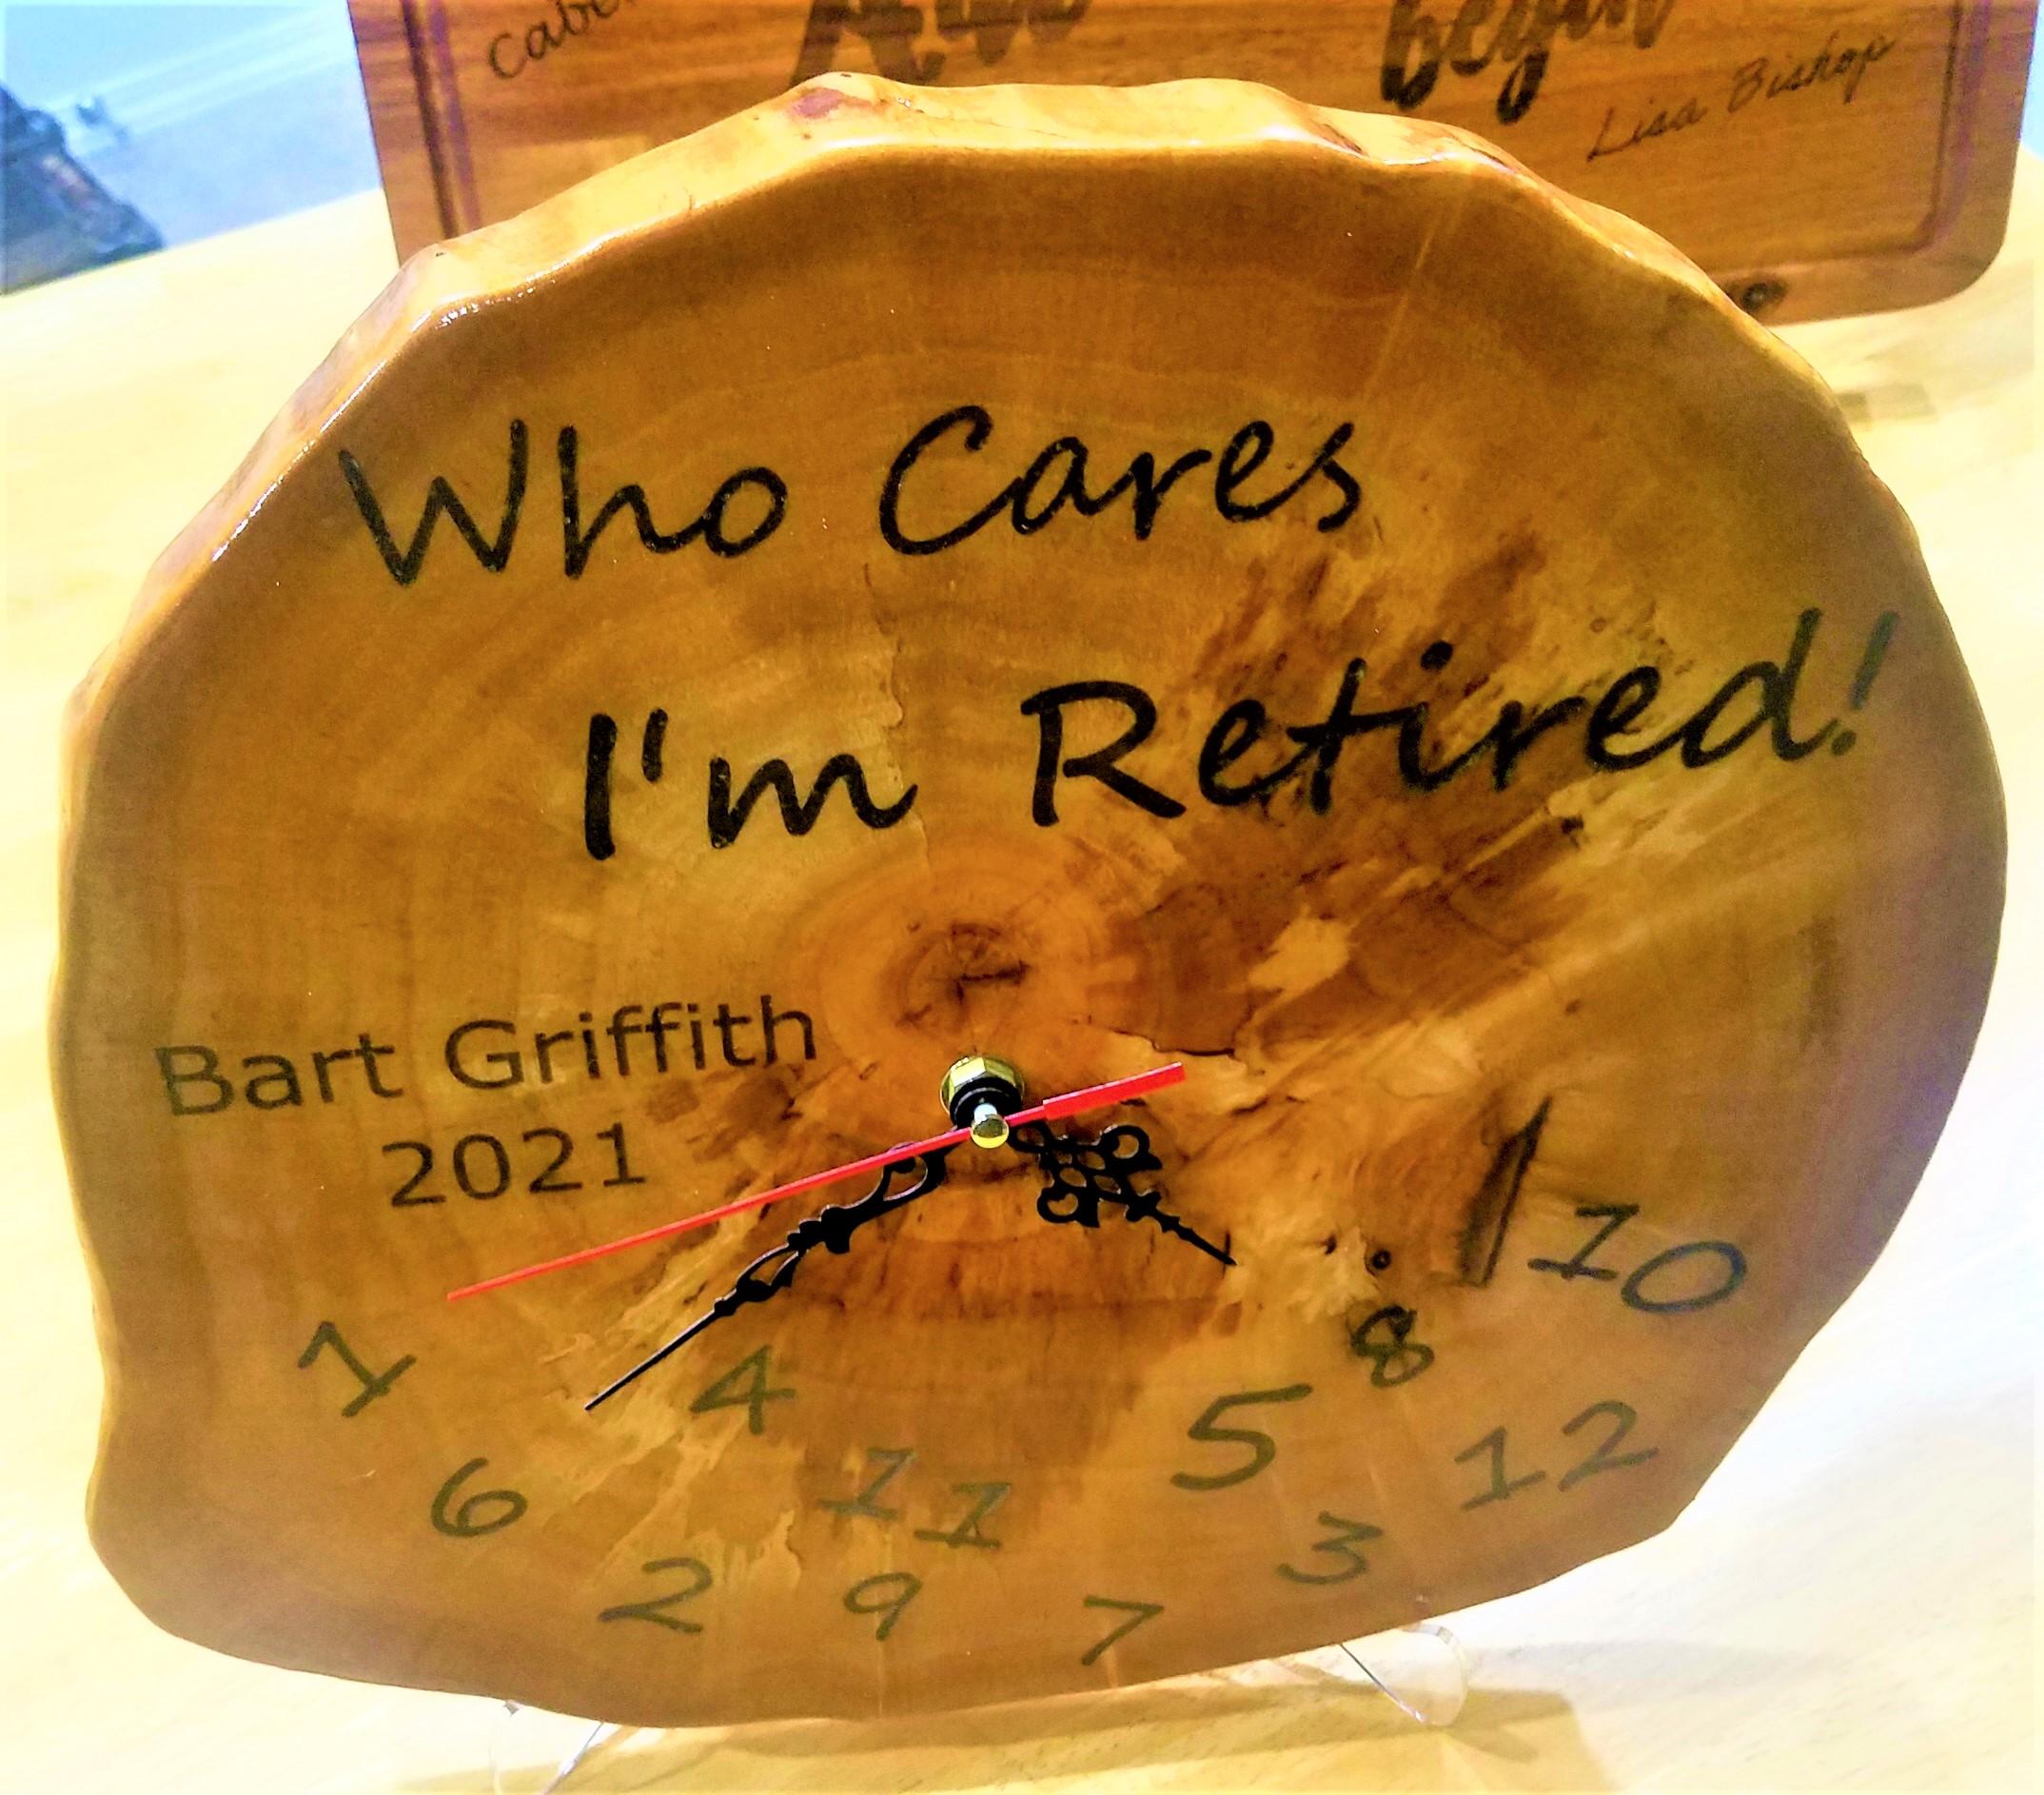 begin
Lisa Bishop
Who Cares
I'm Retired!
Bart Griffith
2021
10
1
4
8
6
11
5
12
2
9
7
3